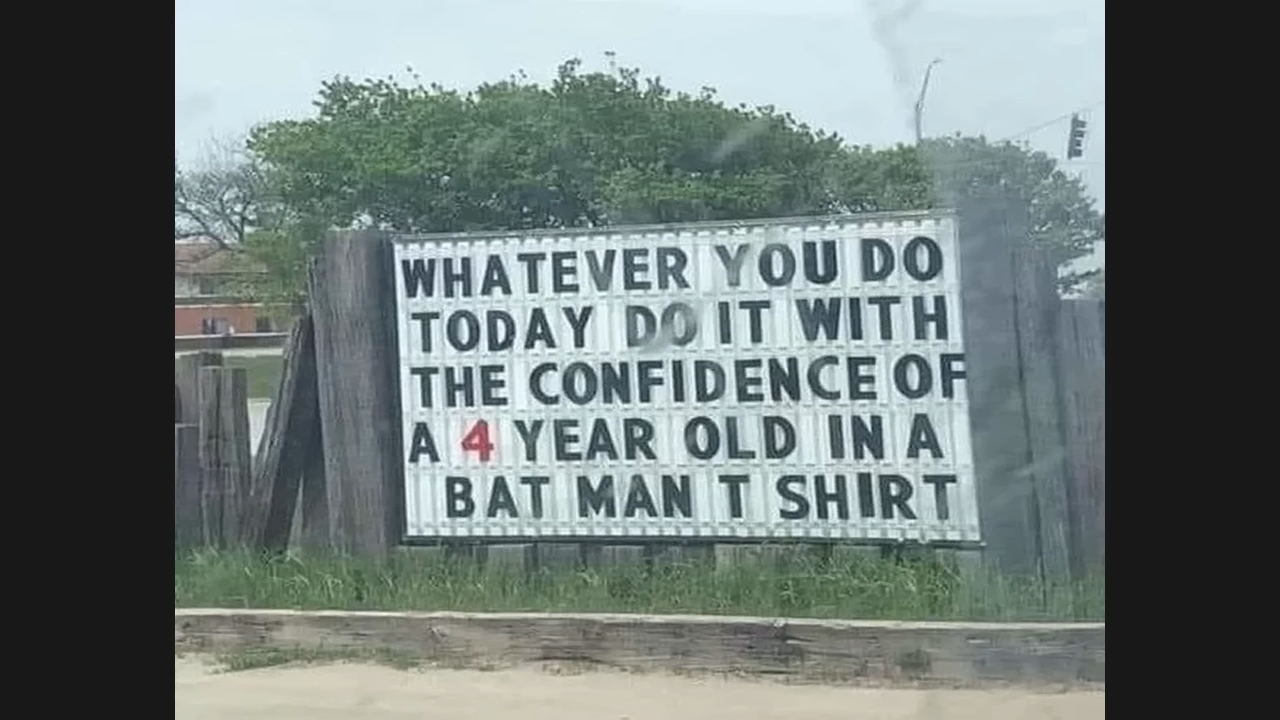 WHATEVER YOU DO
TODAY DO IT WITH
THE CONFIDENCE OF
A 4 YEAR OLD IN A
BAT MAN T SHIRT